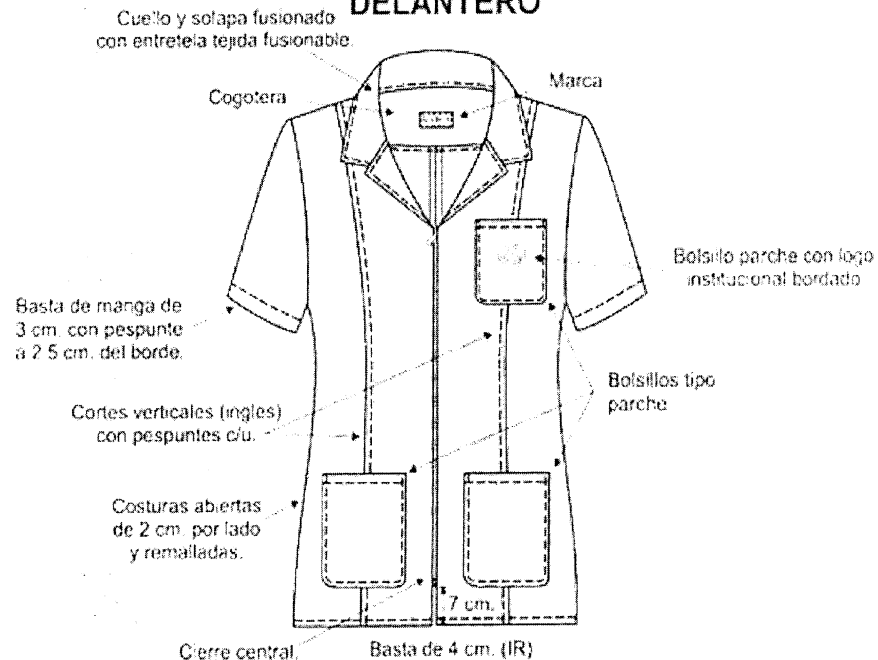 DELANTERO
Cuello y solapa fusionado
con entretela tejida fusionable.
Cogotera
Marca
Bolsillo parche con logo
institucional bordado
Basta de manga de
3 cm. con pespunte
a 2.5 cm. del borde.
Bolsillos tipo
parche
Cortes verticales (ingles)
con pespuntes c/u.
Costuras abiertas
de 2 cm. por lado
y remalladas.
7 cm.
Cierre central.
Basta de 4 cm. (IR)